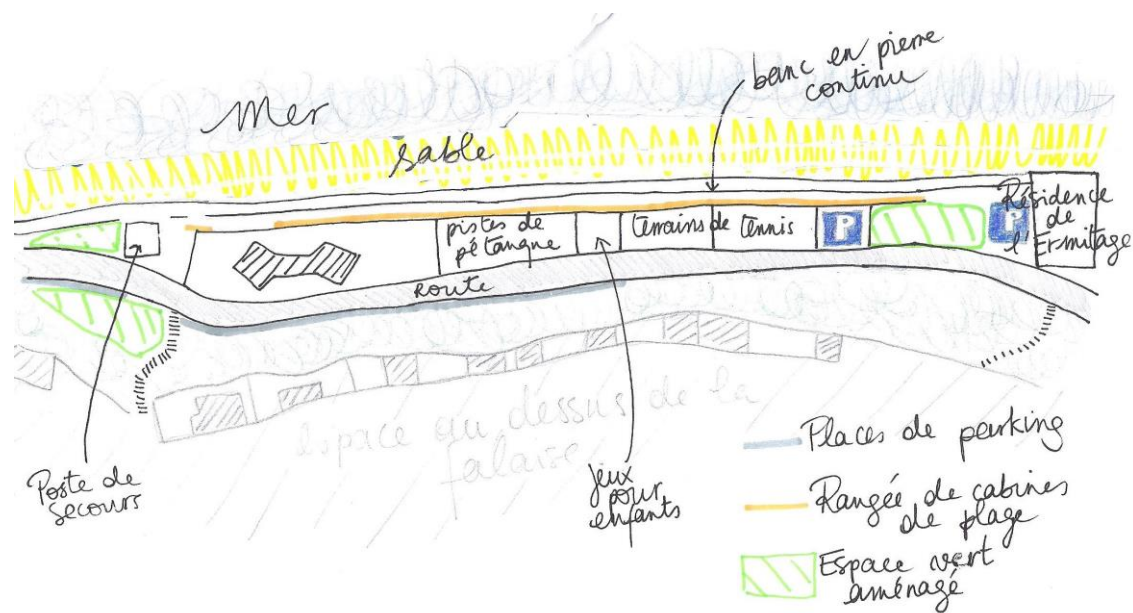 banc en pierre
continu
Mer
sable
pistes de
pétanque
terrains de tennis
P
P
Résidence
de
l'Ermitage
Route
espace au dessus de la
falaise
Poste de
secours
Jeux
pour
enfants
Places de parking
Rangée de cabines
de plage
Espace vert
aménagé